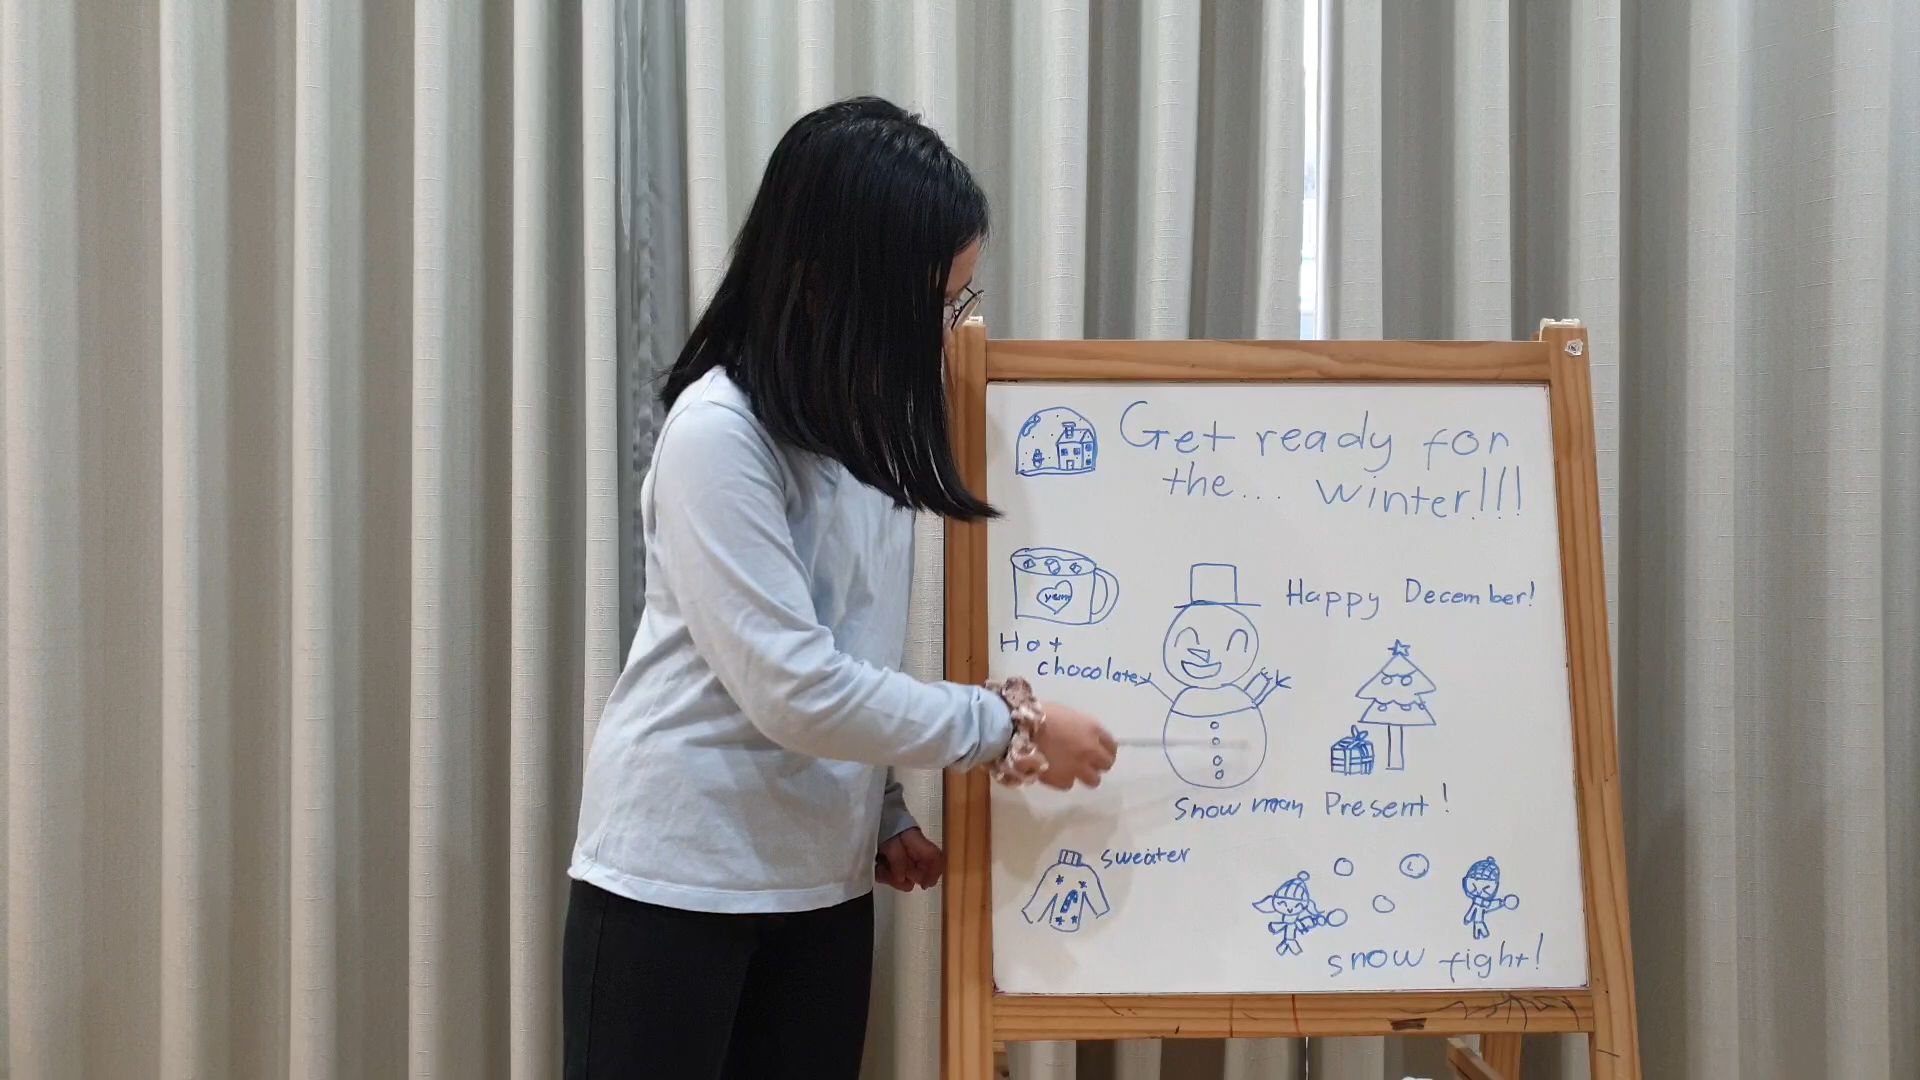 Get ready for
the... winter!!!
yum
Happy December!
Hot
chocolate
Snow man
Present!
sweater
snow fight!